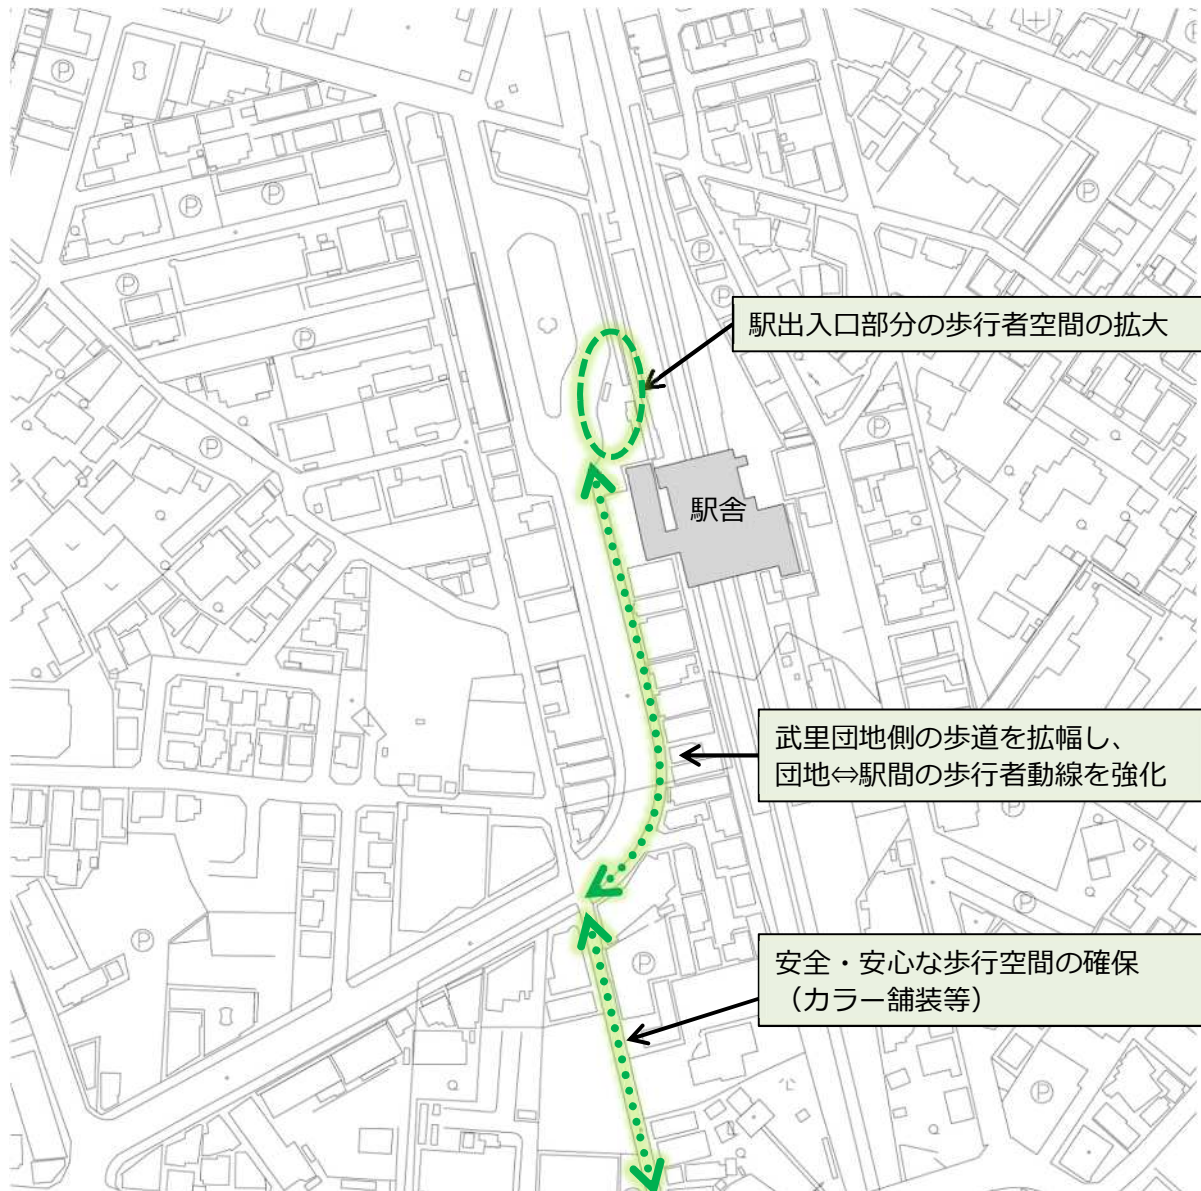 駅出入口部分の歩行者空間の拡大
駅舎
武里団地側の歩道を拡幅し、
団地⇔駅間の歩行者動線を強化
安全・安心な歩行空間の確保
（カラー舗装等）
P
P
P
P
P
P
P
P
P
P
P
P
P
P